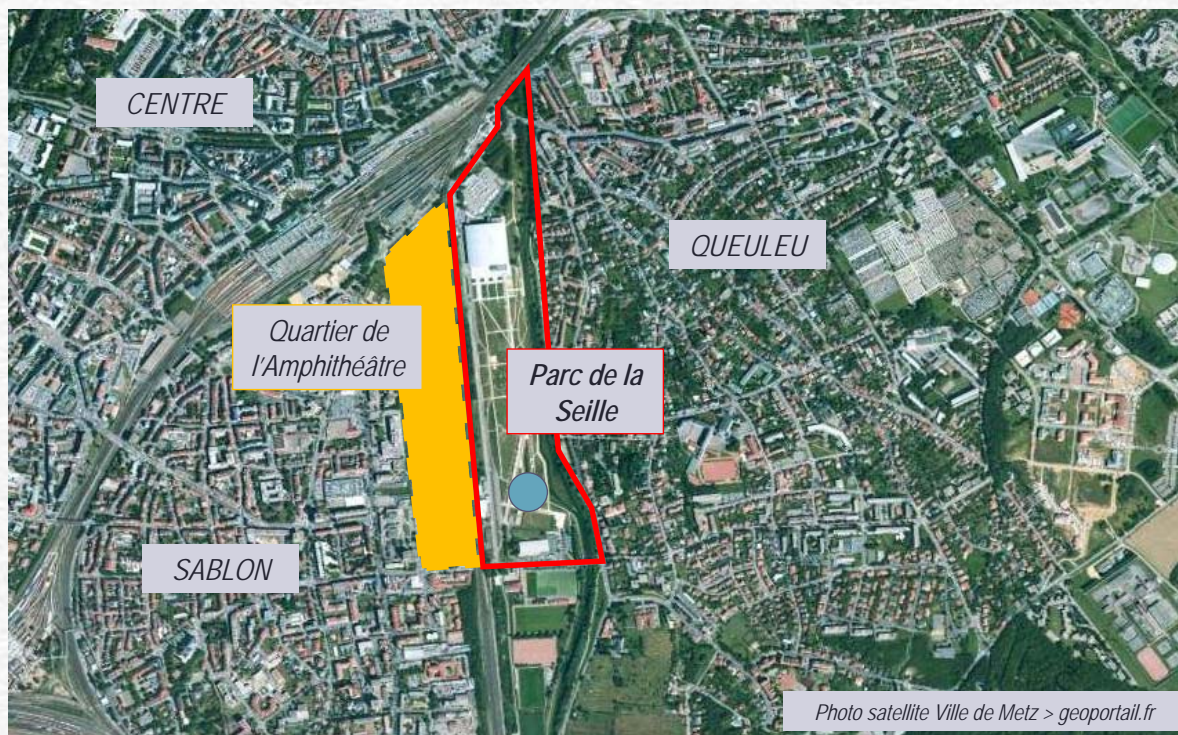 CENTRE
QUEULEU
Quartier de
l'Amphithéâtre
Parc de la
Seille
SABLON
Photo satellite Ville de Metz > geoportail.fr